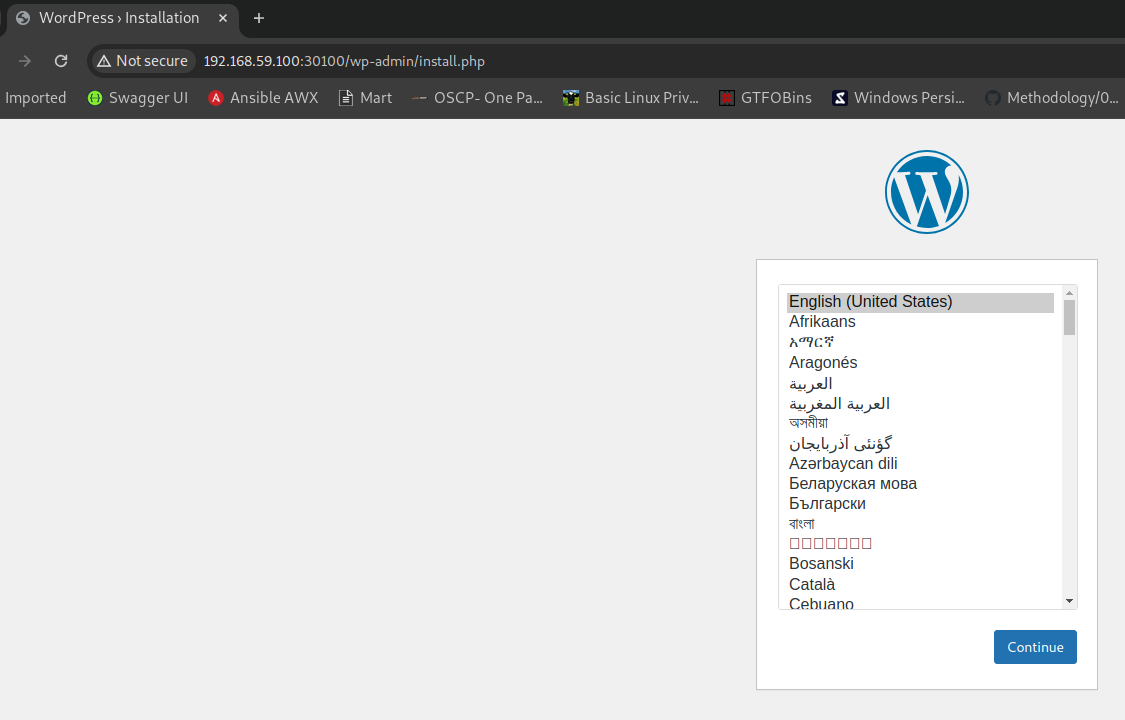 WordPress › Installation
Not secure 192.168.59.100:30100/wp-admin/install.php
Imported Swagger UI Ansible AWX Mart OSCP- One Pa... Basic Linux Priv... GTFOBins Windows Persi... Methodology/0...
English (United States)
Afrikaans
አማርኛ
Aragonés
العربية
العربية المغربية
অসমীয়া
گؤنئی آذربایجان
Azərbaycan dili
Беларуская мова
Български
বাংলা
Bosanski
Català
Cebuano
Continue